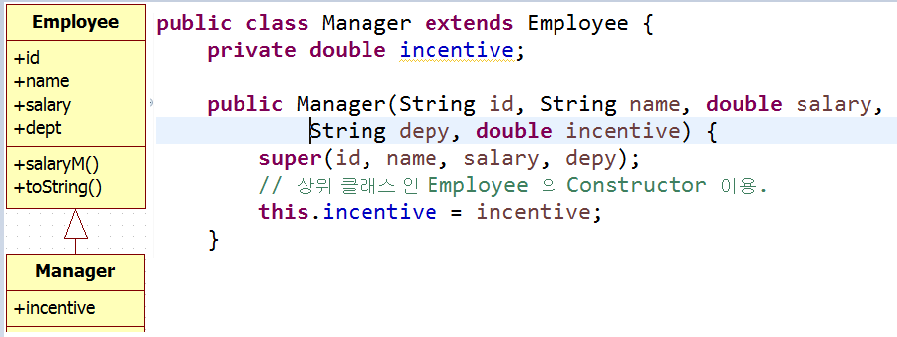 Employee
+id
+name
+salary
+dept
+salaryM()
+toString()
Manager
+incentive
public class Manager extends Employee {
private double incentive;
public Manager(String id, String name, double salary,
String depy, double incentive) {
super(id, name, salary, depy);
// 상위 클래스 인 Employee 으 Constructor 이용.
this.incentive = incentive;
}